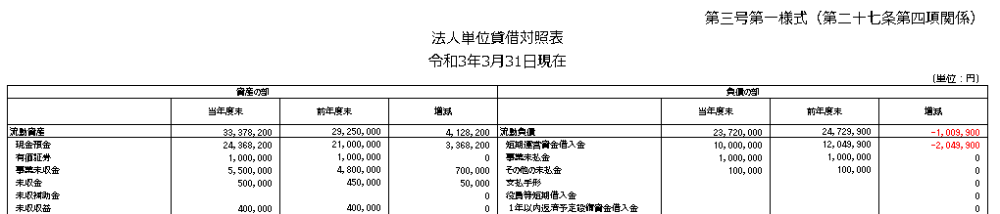 第三号第一様式（第二十七条第四項関係）
法人単位貸借対照表
令和3年3月31日現在
（単位：円）
資産の部 負債の部
当年度末 前年度末 増減 当年度末 前年度末 増減
流動資産 33,378,200 29,250,000 4,128,200 流動負債 23,720,000 24,729,900 -1,009,900
現金預金 24,368,200 21,000,000 3,368,200 短期運営資金借入金 10,000,000 12,049,900 -2,049,900
有価証券 1,000,000 1,000,000 0 事業未払金 1,000,000 1,000,000 0
事業未収金 5,500,000 4,800,000 700,000 その他の未払金 100,000 100,000 0
未収金 500,000 450,000 50,000 支払手形 0
未収補助金 0 役員等短期借入金 0
未収収益 400,000 400,000 0 1年以内返済予定設備資金借入金 0